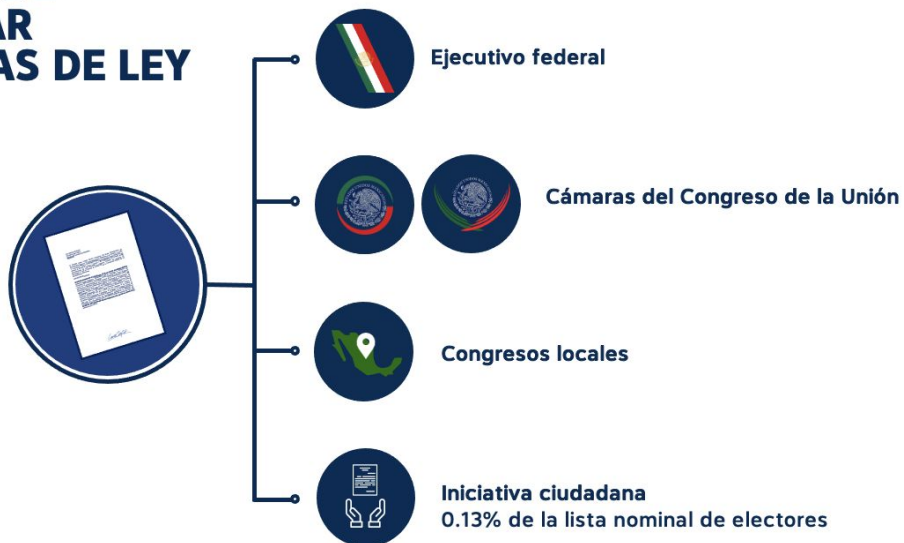 AR
AS DE LEY
Ejecutivo federal
Cámaras del Congreso de la Unión
Congresos locales
Iniciativa ciudadana
0.13% de la lista nominal de electores